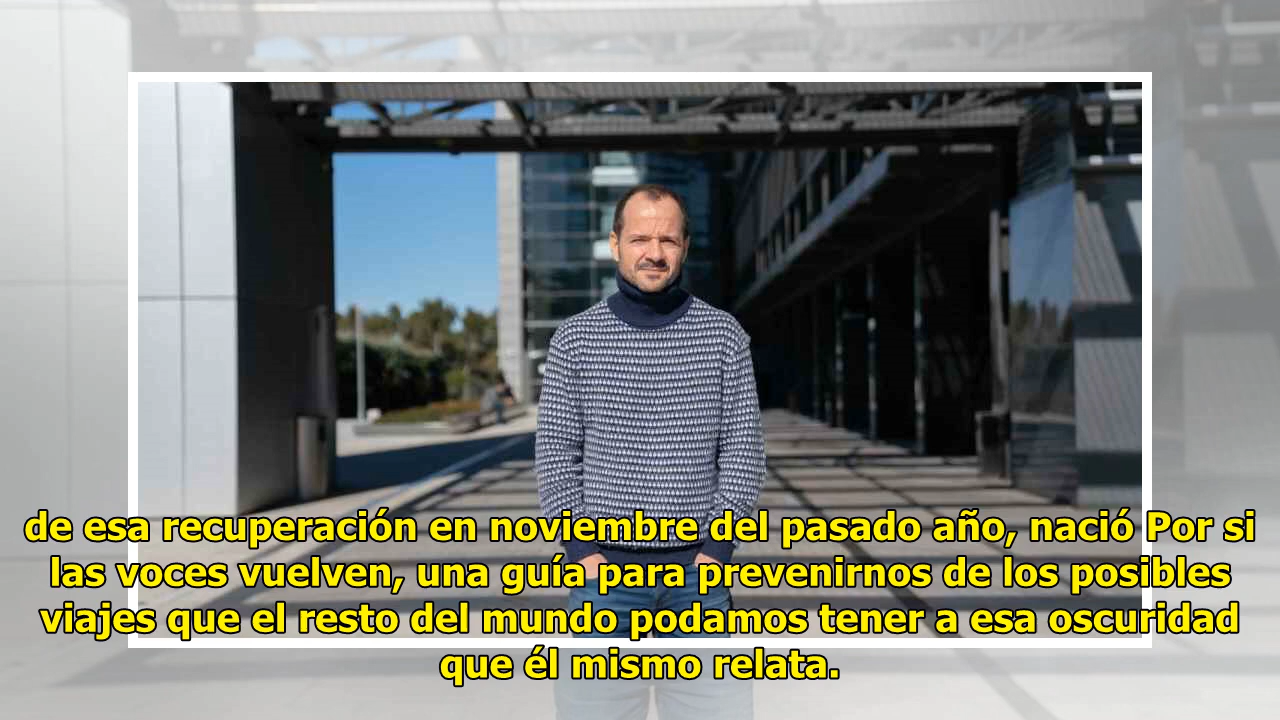 de esa recuperación en noviembre del pasado año, nació Por si
las voces vuelven, una guía para prevenirnos de los posibles
viajes que el resto del mundo podamos tener a esa oscuridad
que él mismo relata.